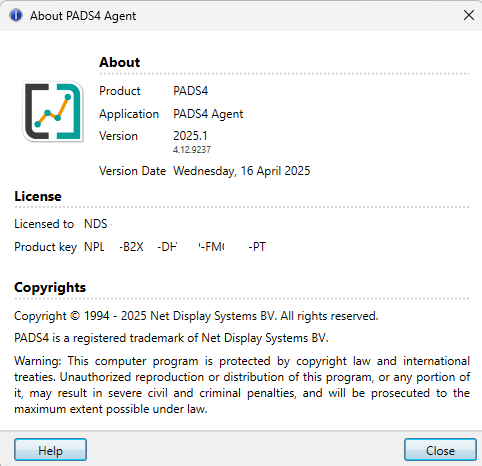 About PADS4 Agent
About
Product PADS4
Application PADS4 Agent
Version 2025.1
4.12.9237
Version Date Wednesday, 16 April 2025
License
Licensed to NDS
Product key NPL -B2X -DH -FM -PT
Copyrights
Copyright © 1994 - 2025 Net Display Systems BV. All rights reserved.
PADS4 is a registered trademark of Net Display Systems BV.
Warning: This computer program is protected by copyright law and international
treaties. Unauthorized reproduction or distribution of this program, or any portion of
it, may result in severe civil and criminal penalties, and will be prosecuted to the
maximum extent possible under law.
Help Close